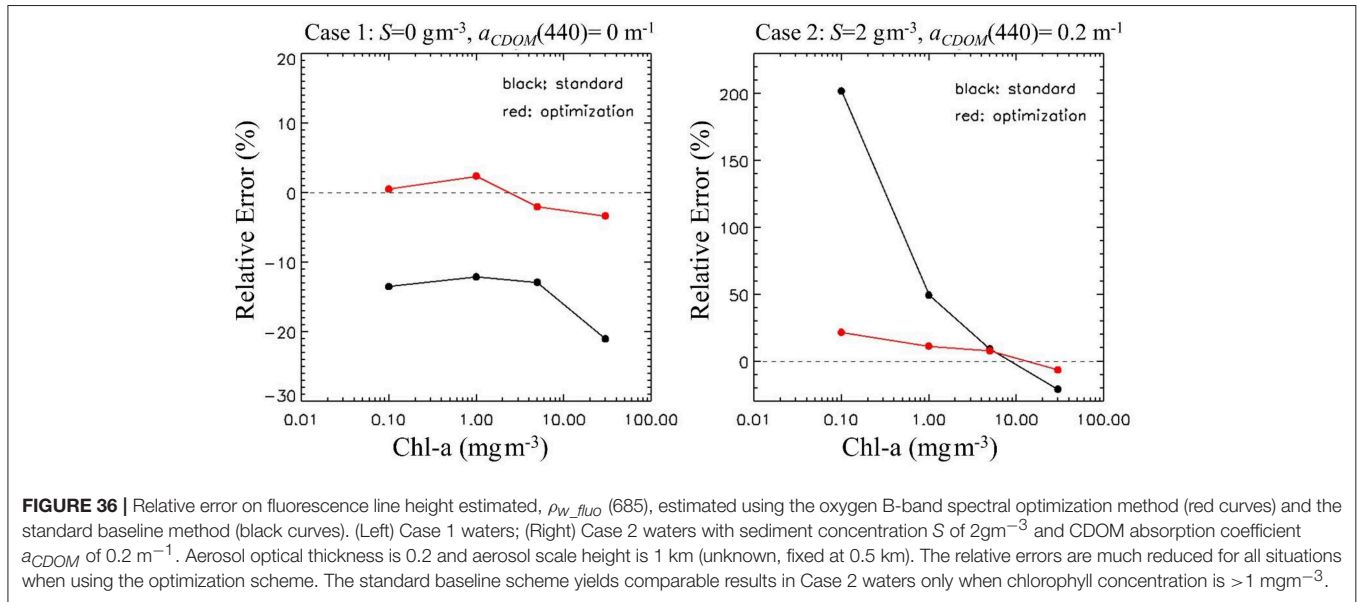 Case 1: S=0 gm⁻³, a_CDOM(440)= 0 m⁻¹
20
10
0
−10
−20
−30
0.01 0.10 1.00 10.00 100.00
Relative Error (%)
Chl-a (mg m⁻³)
black: standard
red: optimization
Case 2: S=2 gm⁻³, a_CDOM(440)= 0.2 m⁻¹
200
150
100
50
0
0.01 0.10 1.00 10.00 100.00
Relative Error (%)
Chl-a (mg m⁻³)
black: standard
red: optimization
FIGURE 36 | Relative error on fluorescence line height estimated, ρw_fluo (685), estimated using the oxygen B-band spectral optimization method (red curves) and the
standard baseline method (black curves). (Left) Case 1 waters; (Right) Case 2 waters with sediment concentration S of 2gm⁻³ and CDOM absorption coefficient
aCDOM of 0.2 m⁻¹. Aerosol optical thickness is 0.2 and aerosol scale height is 1 km (unknown, fixed at 0.5 km). The relative errors are much reduced for all situations
when using the optimization scheme. The standard baseline scheme yields comparable results in Case 2 waters only when chlorophyll concentration is >1 mgm⁻³.